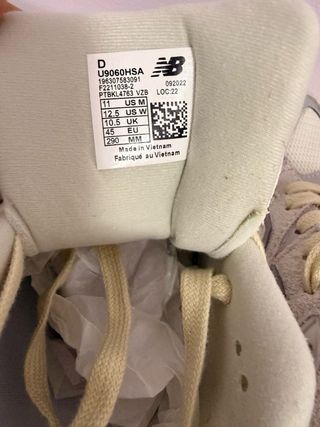 D
U9060HSA
196307583091
F2211038-2
PTBKL4763 VZB
092022
LOC:22
11 US M
12.5 US W
10.5 UK
45 EU
290 MM
Made in Vietnam
Fabriqué au Vietnam